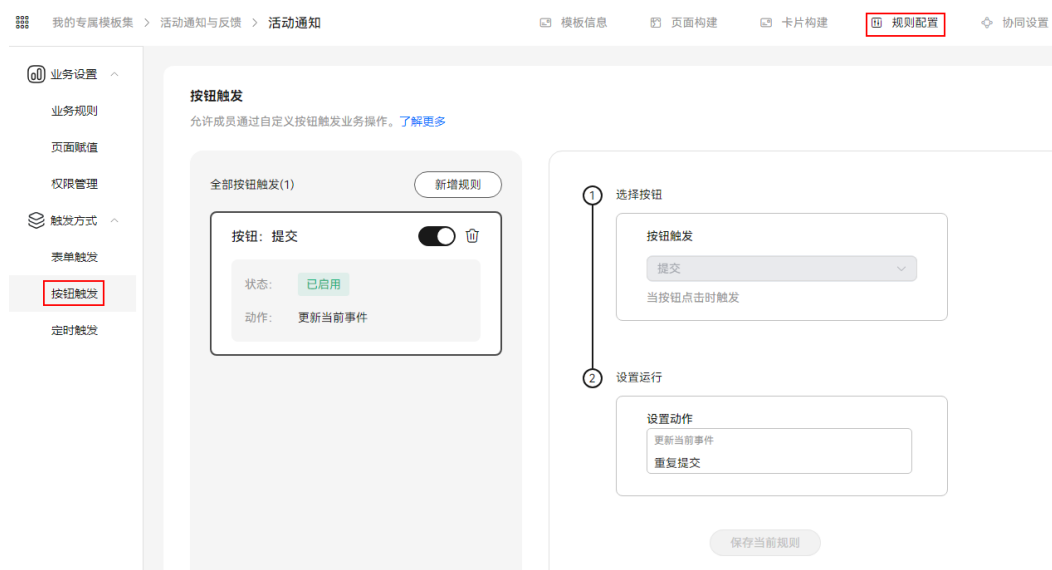 我的专属模板集 > 活动通知与反馈 > 活动通知
模板信息 页面构建 卡片构建 规则配置 协同设置
业务设置
业务规则
页面赋值
权限管理
触发方式
表单触发
按钮触发
定时触发
按钮触发
允许成员通过自定义按钮触发业务操作。了解更多
全部按钮触发(1) 新增规则
按钮：提交
状态： 已启用
动作： 更新当前事件
1 选择按钮
按钮触发
提交
当按钮点击时触发
2 设置运行
设置动作
更新当前事件
重复提交
保存当前规则